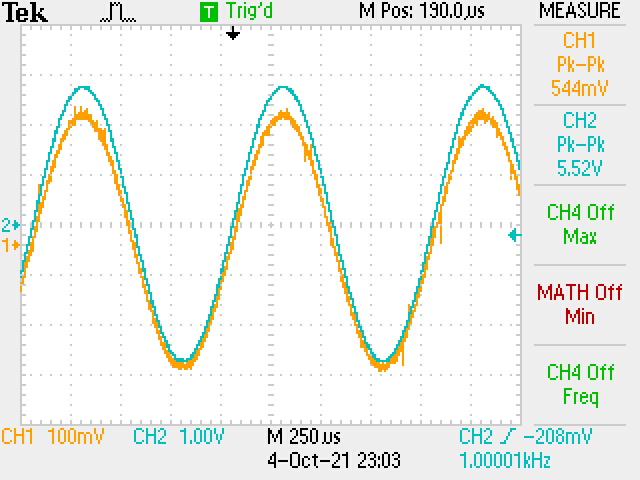 Tek T Trig'd M Pos: 190.0µs MEASURE
CH1
Pk-Pk
544mV
CH2
Pk-Pk
5.52V
CH4 Off
Max
MATH Off
Min
CH4 Off
Freq
2
1
CH1 100mV CH2 1.00V M 250µs CH2 -208mV
4-Oct-21 23:03 1.00001kHz